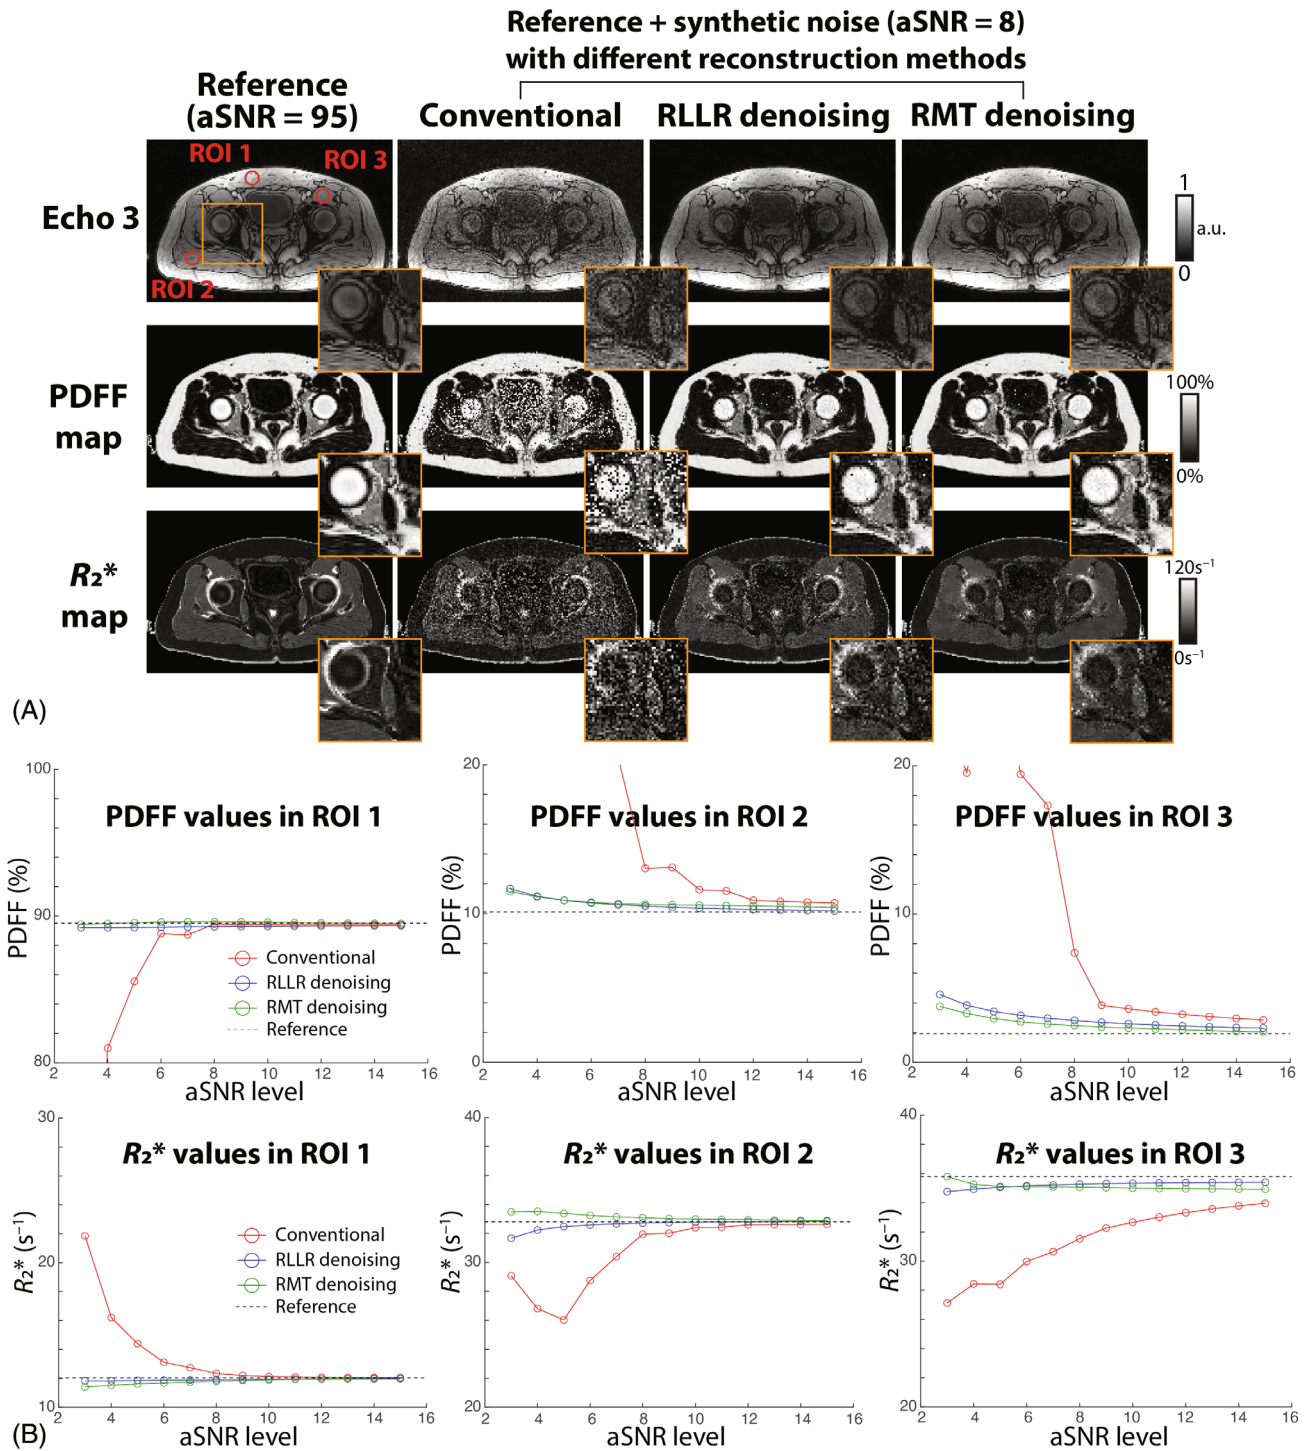 Reference + synthetic noise (aSNR = 8)
with different reconstruction methods
Reference
(aSNR = 95)
Conventional
RLLR denoising
RMT denoising
ROI 1
ROI 3
ROI 2
Echo 3
1
a.u.
0
PDFF
map
100%
0%
R₂*
map
120s⁻¹
0s⁻¹
(A)
PDFF values in ROI 1
PDFF (%)
100
90
80
2 4 6 8 10 12 14 16
aSNR level
Conventional
RLLR denoising
RMT denoising
Reference
PDFF values in ROI 2
PDFF (%)
20
10
0
2 4 6 8 10 12 14 16
aSNR level
PDFF values in ROI 3
PDFF (%)
20
10
0
2 4 6 8 10 12 14 16
aSNR level
R₂* values in ROI 1
R₂* (s⁻¹)
30
20
10
2 4 6 8 10 12 14 16
aSNR level
Conventional
RLLR denoising
RMT denoising
Reference
R₂* values in ROI 2
R₂* (s⁻¹)
40
30
20
2 4 6 8 10 12 14 16
aSNR level
R₂* values in ROI 3
R₂* (s⁻¹)
40
30
20
2 4 6 8 10 12 14 16
aSNR level
(B)